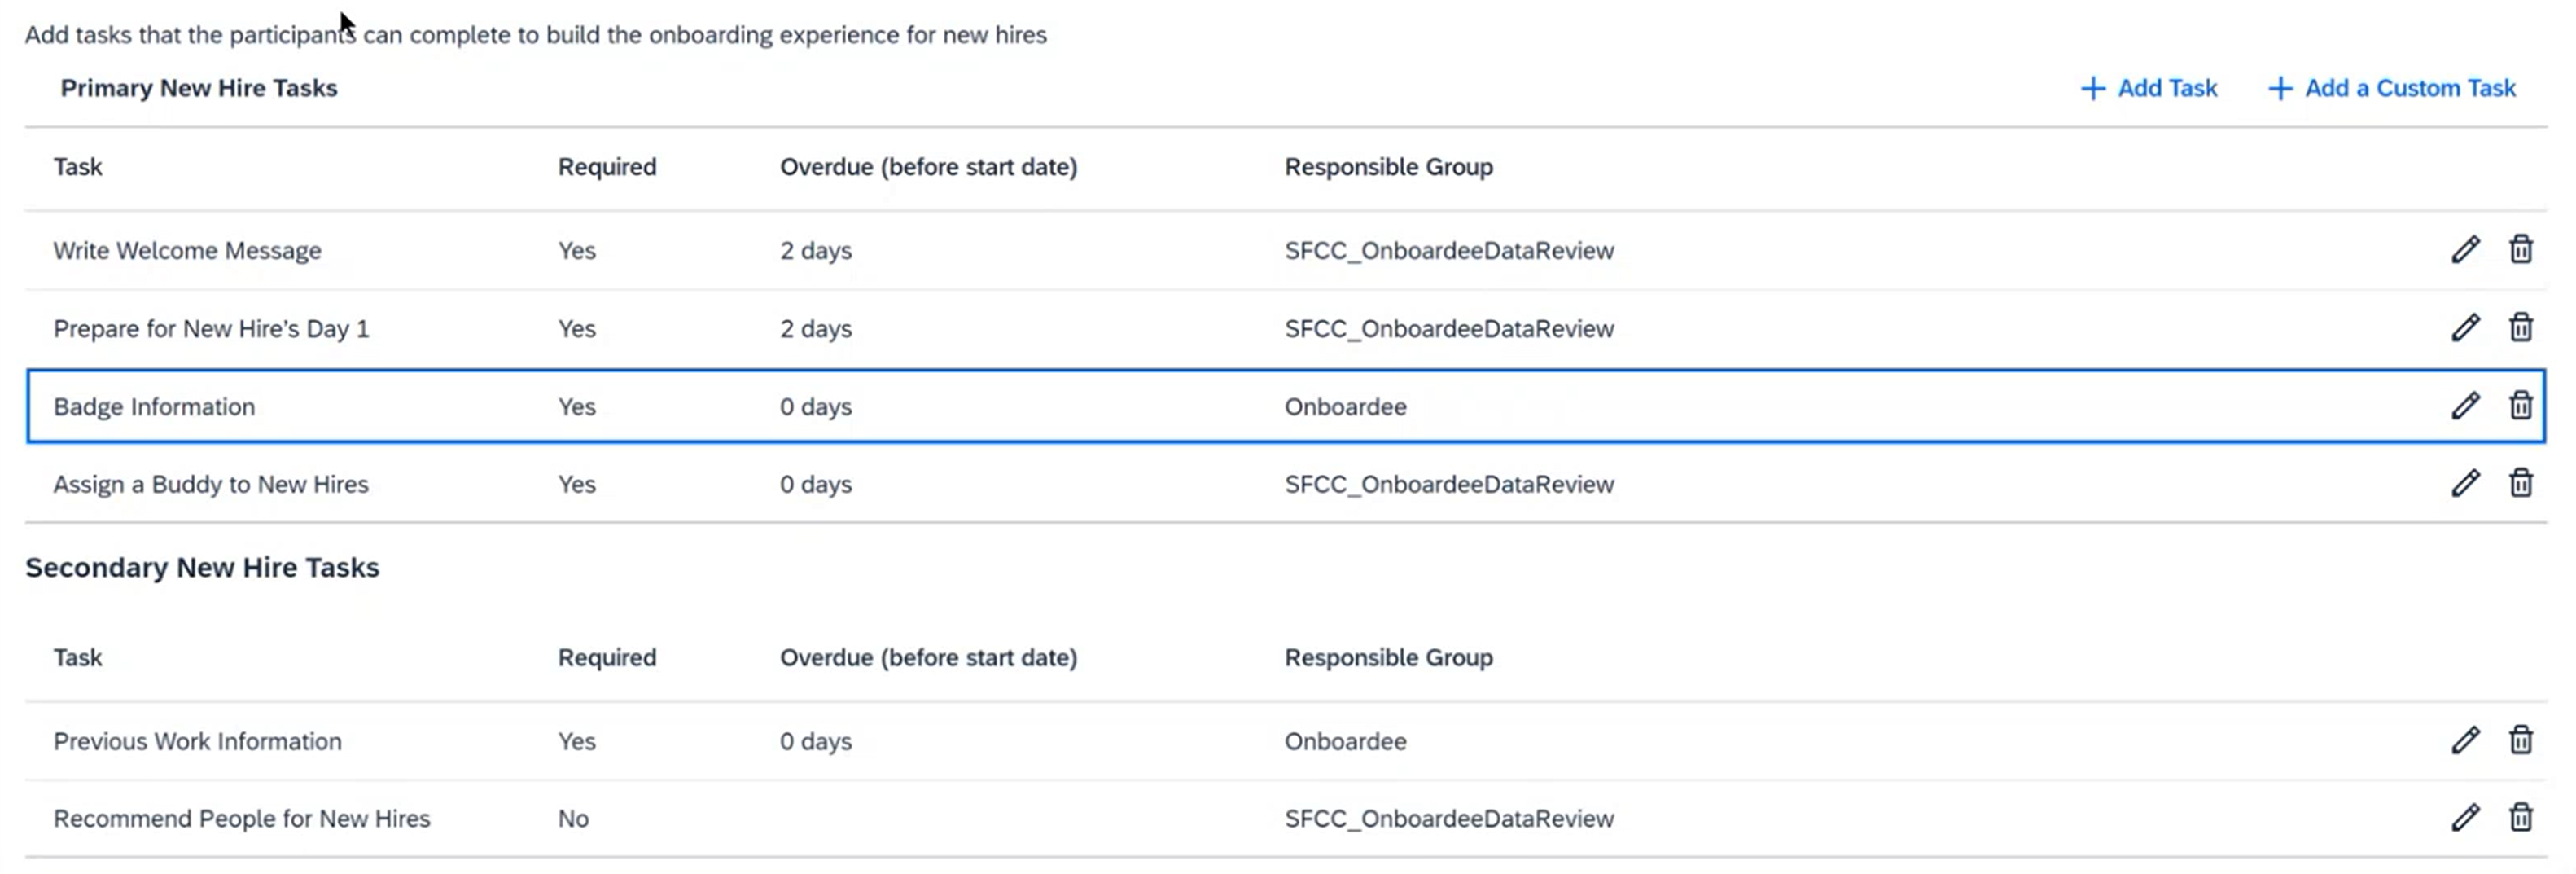 Add tasks that the participants can complete to build the onboarding experience for new hires
Primary New Hire Tasks + Add Task + Add a Custom Task
Task Required Overdue (before start date) Responsible Group
Write Welcome Message Yes 2 days SFCC_OnboardeeDataReview
Prepare for New Hire’s Day 1 Yes 2 days SFCC_OnboardeeDataReview
Badge Information Yes 0 days Onboardee
Assign a Buddy to New Hires Yes 0 days SFCC_OnboardeeDataReview
Secondary New Hire Tasks
Task Required Overdue (before start date) Responsible Group
Previous Work Information Yes 0 days Onboardee
Recommend People for New Hires No SFCC_OnboardeeDataReview